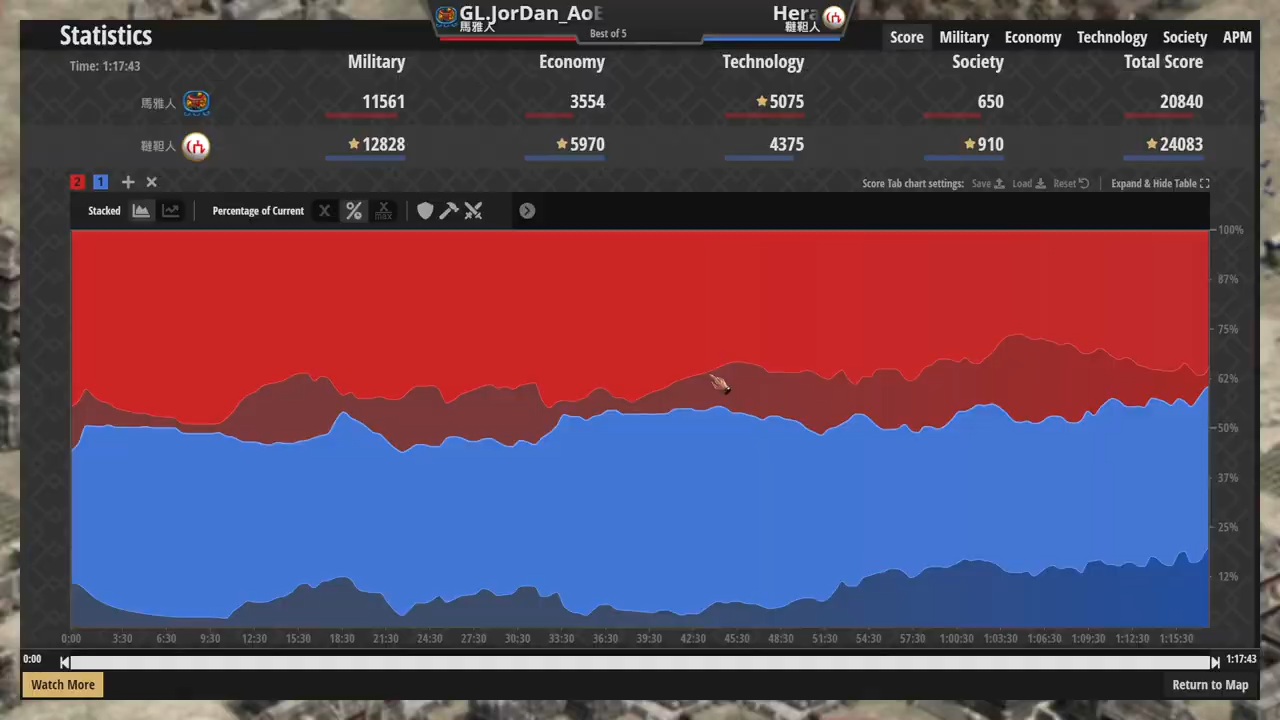 GL.JorDan_AoE
馬雅人
Best of 5
Hera
韃靼人
Statistics
Score Military Economy Technology Society APM
Time: 1:17:43
Military Economy Technology Society Total Score
馬雅人 11561 3554 5075 650 20840
韃靼人 12828 5970 4375 910 24083
2 1
Score Tab chart settings: Save Load Reset Expand & Hide Table
Stacked Percentage of Current X % X max
100%
87%
75%
62%
50%
37%
25%
12%
0:00 3:30 6:30 9:30 12:30 15:30 18:30 21:30 24:30 27:30 30:30 33:30 36:30 39:30 42:30 45:30 48:30 51:30 54:30 57:30 1:00:30 1:03:30 1:06:30 1:09:30 1:12:30 1:15:30
0:00 1:17:43
Watch More Return to Map